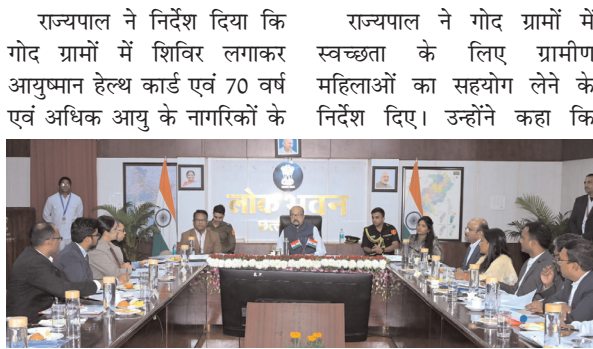 राज्यपाल ने निर्देश दिया कि
गोद ग्रामों में शिविर लगाकर
आयुष्मान हेल्थ कार्ड एवं 70 वर्ष
एवं अधिक आयु के नागरिकों के
राज्यपाल ने गोद ग्रामों में
स्वच्छता के लिए ग्रामीण
महिलाओं का सहयोग लेने के
निर्देश दिए। उन्होंने कहा कि
लोकभवन